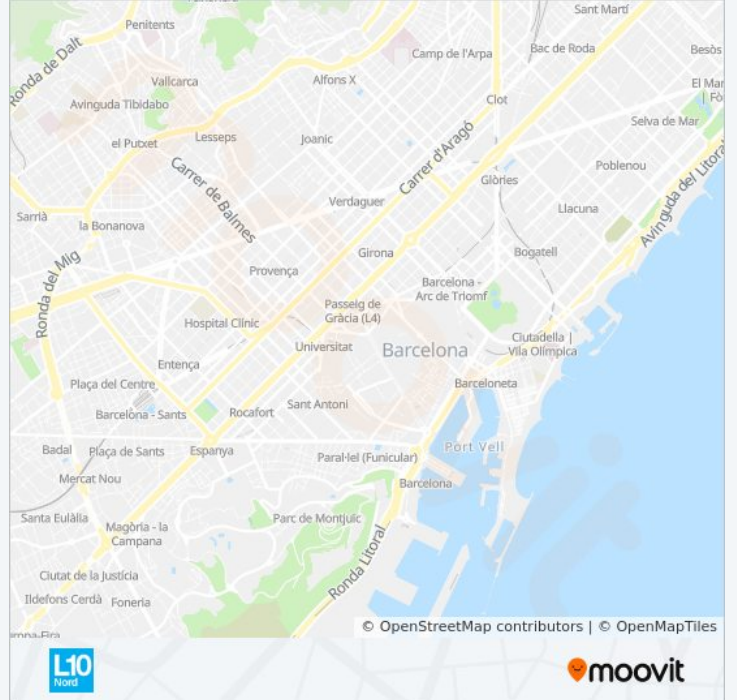 Sant Martí
Penitents
Bac de Roda
Camp de l'Arpa
Besòs
Ronda de Dalt
Vallcarca
Alfons X
El Mar
| Fò
Avinguda Tibidabo
Clot
Selva de Mar
el Putxet
Lesseps
Joanic
Carrer d'Aragó
Poblenou
Glòries
Carrer de Balmes
Avinguda del Litoral
Verdaguer
Llacuna
Sarrià
la Bonanova
Girona
Bogatell
Ronda del Mig
Provença
Barcelona -
Arc de Triomf
Passeig de
Gràcia (L4)
Hospital Clínic
Ciutadella |
Vila Olímpica
Universitat
Barcelona
Entença
Plaça del Centre
Barceloneta
Sant Antoni
Barcelona - Sants
Rocafort
Badal
Plaça de Sants
Espanya
Paral·lel (Funicular)
Port Vell
Mercat Nou
Barcelona
Santa Eulàlia
Magòria - la
Campana
Parc de Montjuïc
Ronda Litoral
Ciutat de la Justícia
Ildefons Cerdà
Foneria
© OpenStreetMap contributors | © OpenMapTiles
L10
Nord
moovit